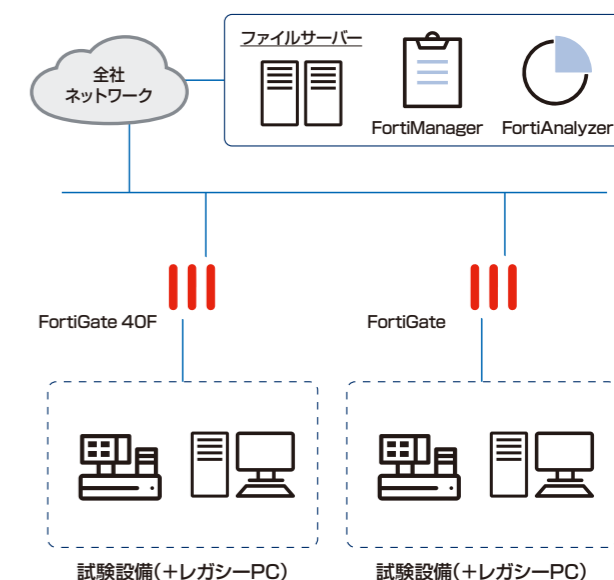 全社
ネットワーク
ファイルサーバー
FortiManager
FortiAnalyzer
FortiGate 40F
FortiGate
試験設備(+レガシーPC)
試験設備(+レガシーPC)